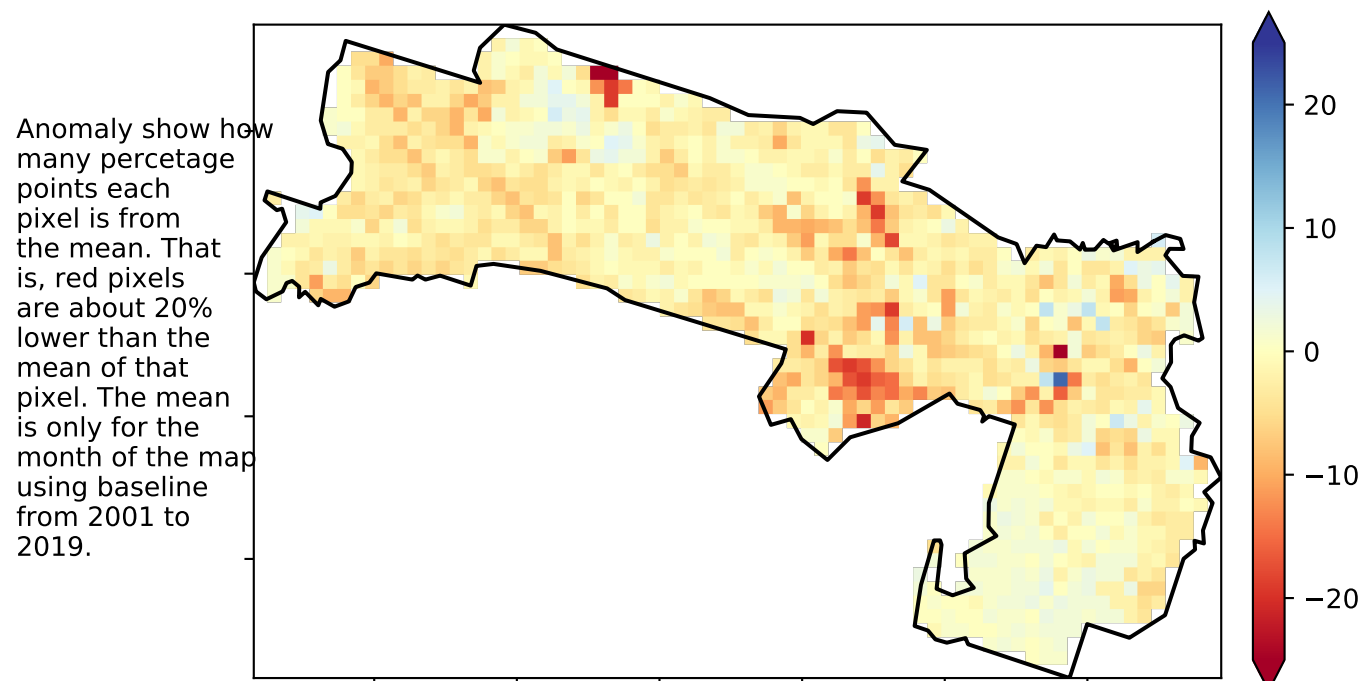 Anomaly show how
many percetage
points each
pixel is from
the mean. That
is, red pixels
are about 20%
lower than the
mean of that
pixel. The mean
is only for the
month of the map
using baseline
from 2001 to
2019.
20
10
0
−10
−20